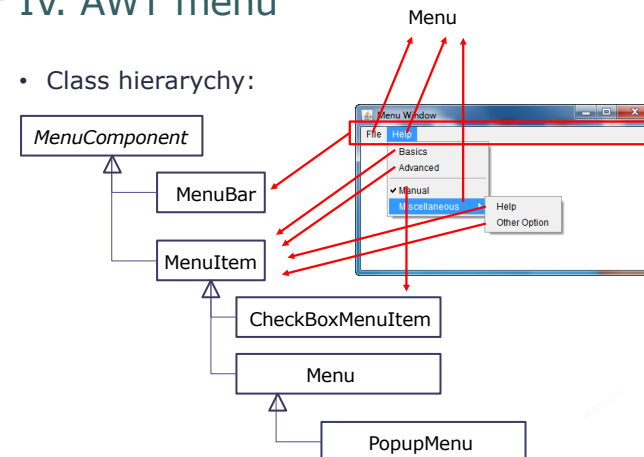 IV. AWT menu
Menu
• Class hierarychy:
Menu Window
File Help
Basics
Advanced
Manual
Miscellaneous
Help
Other Option
MenuComponent
MenuBar
MenuItem
CheckBoxMenuItem
Menu
PopupMenu